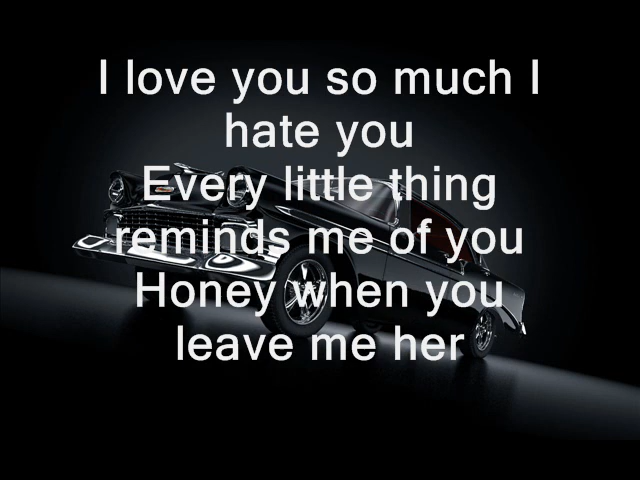 I love you so much I
hate you
Every little thing
reminds me of you
Honey when you
leave me her